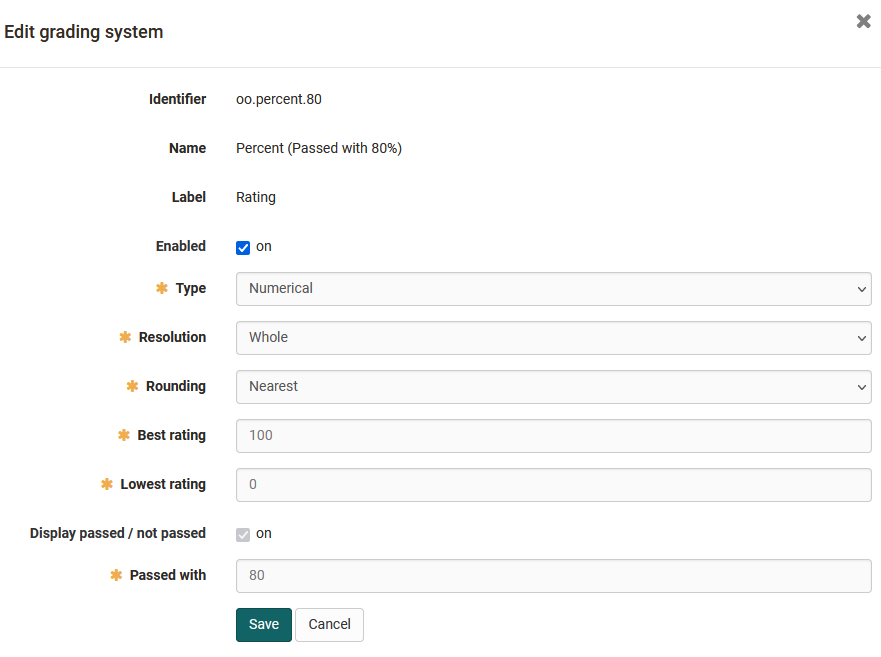 Edit grading system
Identifier oo.percent.80
Name Percent (Passed with 80%)
Label Rating
Enabled on
Type Numerical
Resolution Whole
Rounding Nearest
Best rating 100
Lowest rating 0
Display passed / not passed on
Passed with 80
Save Cancel